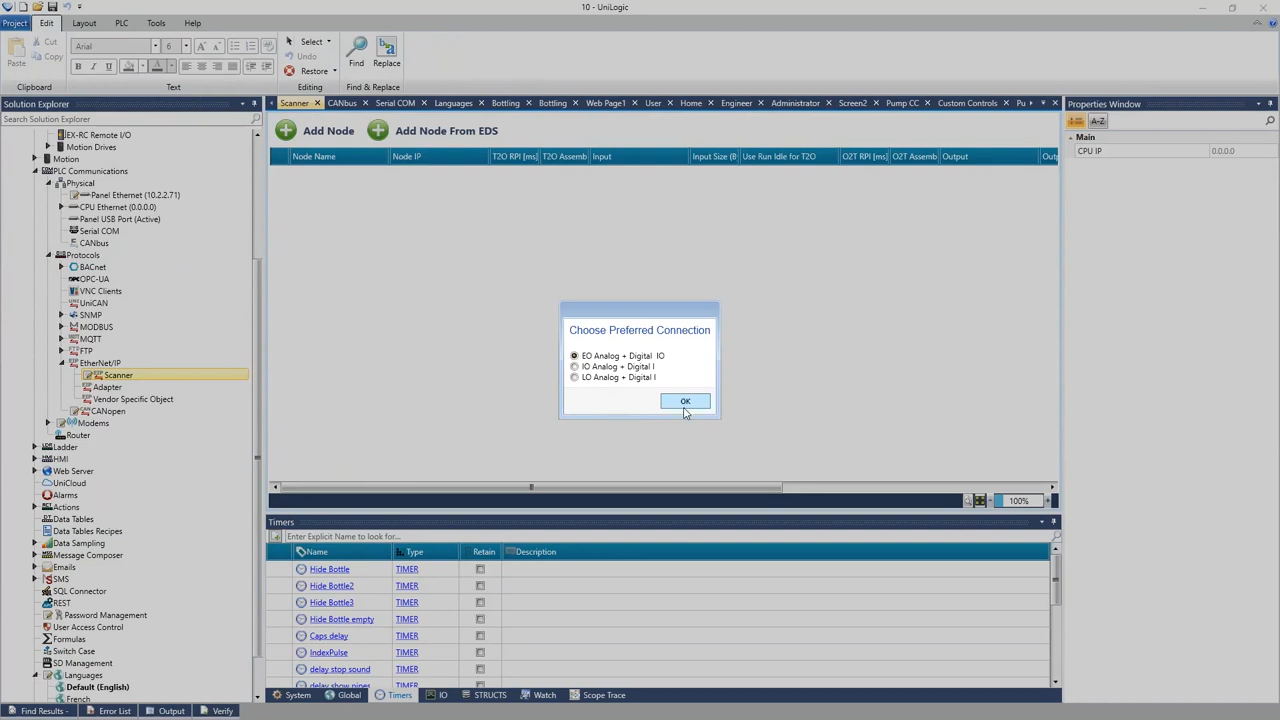 10 - UniLogic
Project Edit Layout PLC Tools Help
Paste Cut Copy
Arial 6
Select
Undo
Restore
Find Replace
Clipboard Text Editing Find & Replace
Solution Explorer
Search Solution Explorer
IEX-RC Remote I/O
Motion Drives
Motion
PLC Communications
Physical
Panel Ethernet (10.2.2.71)
CPU Ethernet (0.0.0.0)
Panel USB Port (Active)
Serial COM
CANbus
Protocols
BACnet
OPC-UA
VNC Clients
UniCAN
SNMP
MODBUS
MQTT
FTP
EtherNet/IP
Scanner
Adapter
Vendor Specific Object
CANopen
Modems
Router
Ladder
HMI
Web Server
UniCloud
Alarms
Actions
Data Tables
Data Tables Recipes
Data Sampling
Message Composer
Emails
SMS
SQL Connector
REST
Password Management
User Access Control
Formulas
Switch Case
SD Management
Languages
Default (English)
French
Scanner CANbus Serial COM Languages Bottling Bottling Web Page1 User Home Engineer Administrator Screen2 Pump CC Custom Controls Pu
Add Node Add Node From EDS
Node Name Node IP T2O RPI [ms] T2O Assemb Input Input Size (B Use Run Idle for T2O O2T RPI [ms] O2T Assemb Output Outp
Choose Preferred Connection
EO Analog + Digital IO
IO Analog + Digital I
LO Analog + Digital I
OK
100%
Timers
Enter Explicit Name to look for...
Name Type Retain Description
Hide Bottle TIMER
Hide Bottle2 TIMER
Hide Bottle3 TIMER
Hide Bottle empty TIMER
Caps delay TIMER
IndexPulse TIMER
delay stop sound TIMER
delay show pipes TIMER
System Global Timers IO STRUCTS Watch Scope Trace
Properties Window
A-Z
Main
CPU IP 0.0.0.0
Find Results - Error List Output Verify